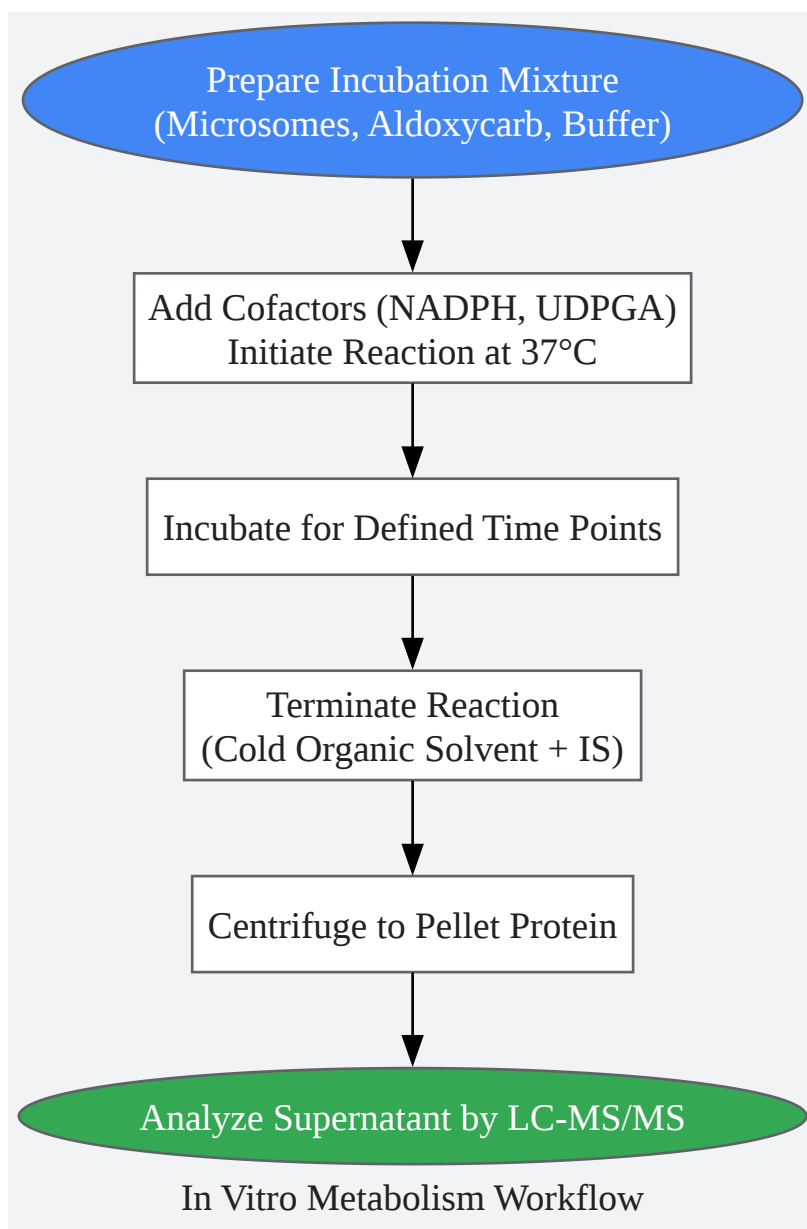 Prepare Incubation Mixture
(Microsomes, Aldoxycarb, Buffer)
Add Cofactors (NADPH, UDPGA)
Initiate Reaction at 37°C
Incubate for Defined Time Points
Terminate Reaction
(Cold Organic Solvent + IS)
Centrifuge to Pellet Protein
Analyze Supernatant by LC-MS/MS
In Vitro Metabolism Workflow